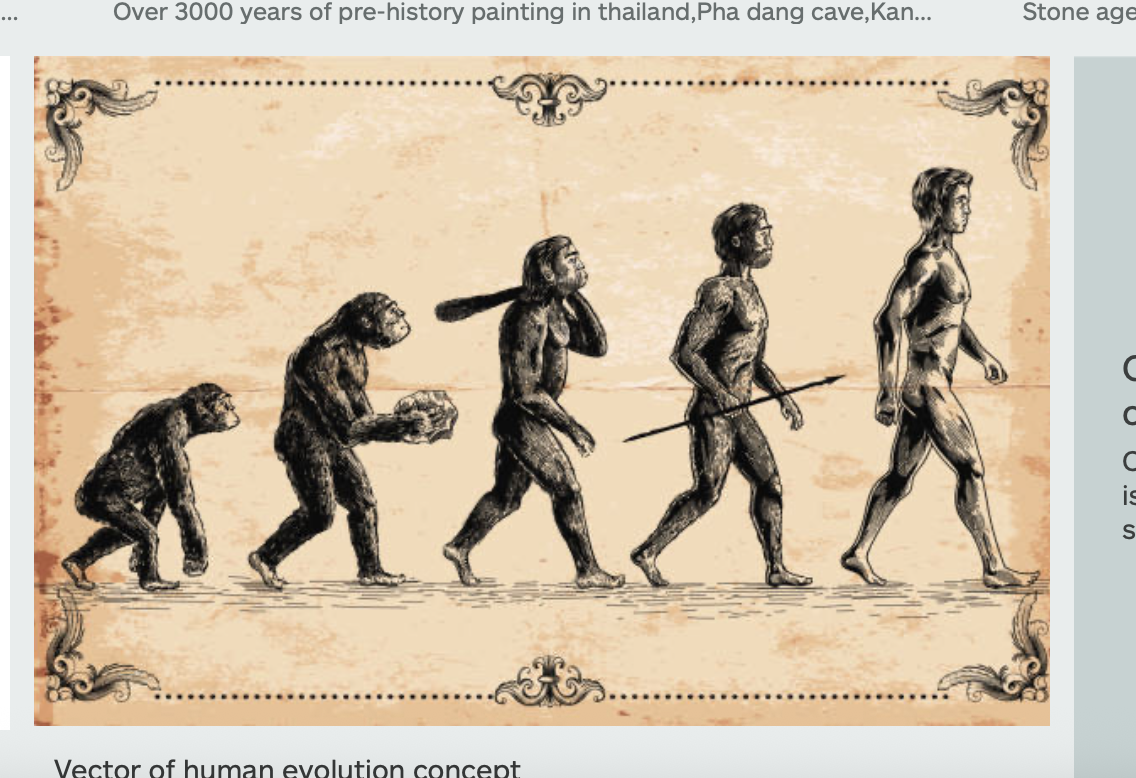 ...
Over 3000 years of pre-history painting in thailand,Pha dang cave,Kan...
Stone age
Vector of human evolution concept
is